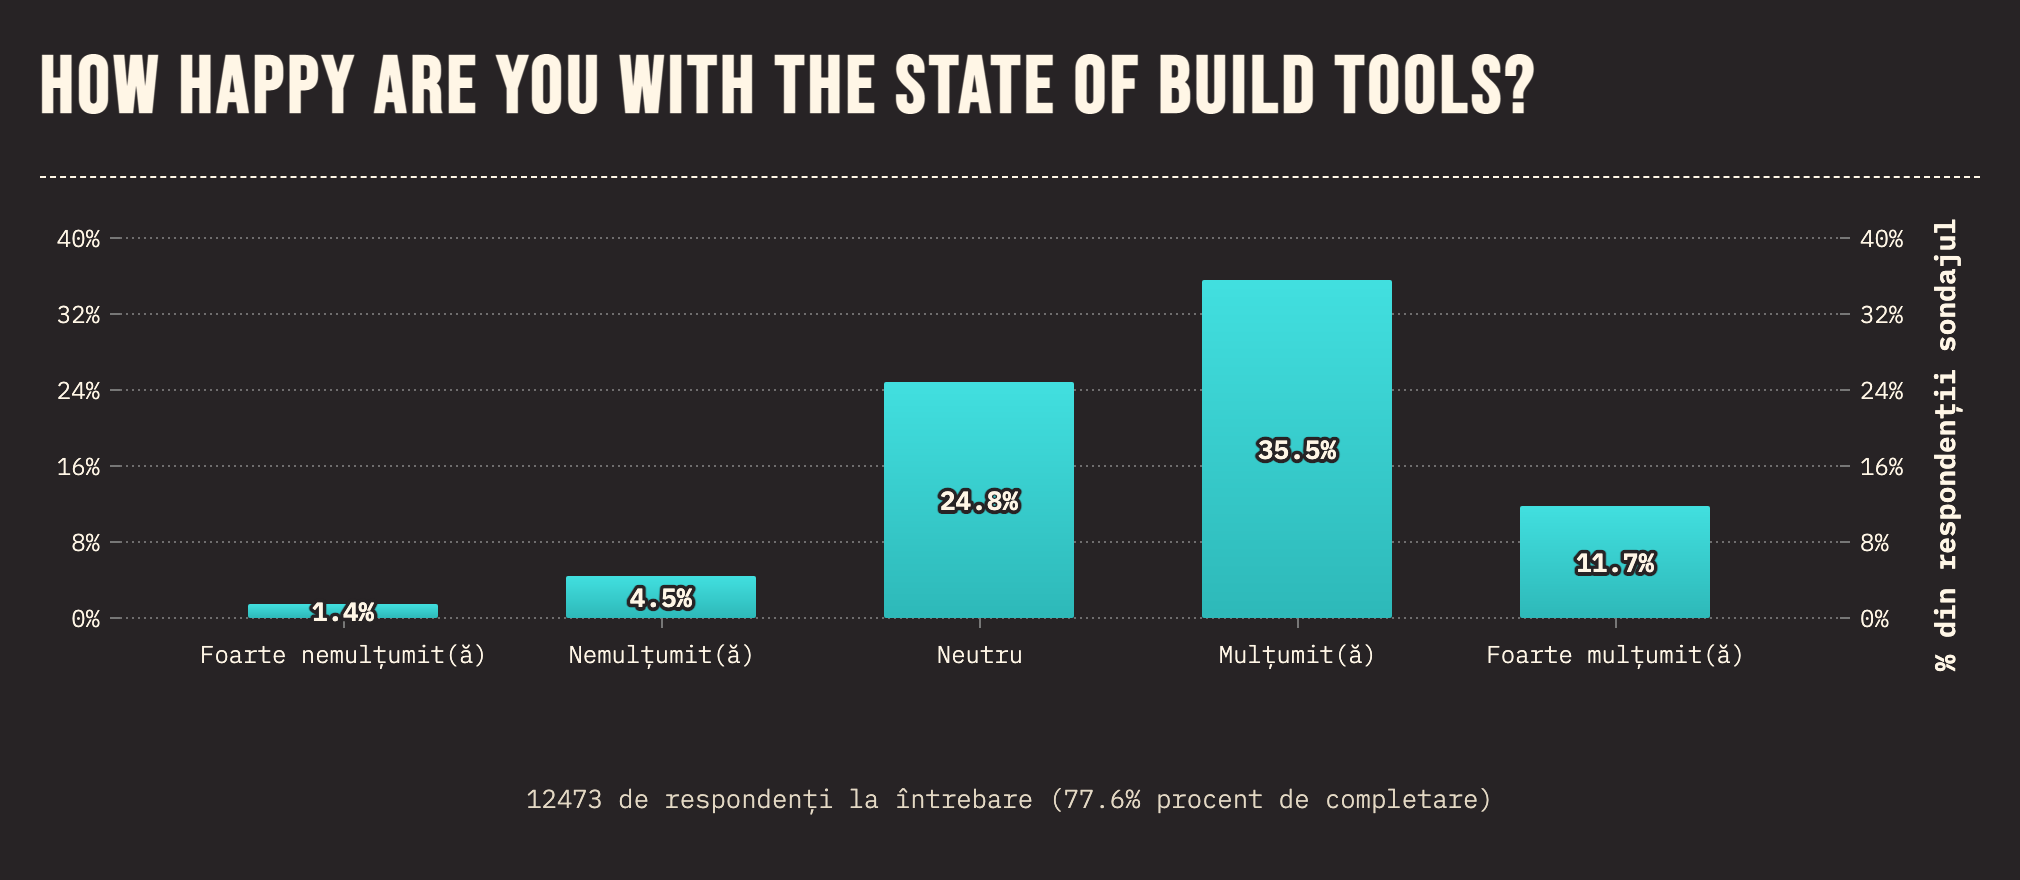 HOW HAPPY ARE YOU WITH THE STATE OF BUILD TOOLS?
40%
32%
24%
16%
8%
0%
1.4%
4.5%
24.8%
35.5%
11.7%
40%
32%
24%
16%
8%
0%
% din respondenții sondajul
Foarte nemulțumit(ă)
Nemulțumit(ă)
Neutru
Mulțumit(ă)
Foarte mulțumit(ă)
12473 de respondenți la întrebare (77.6% procent de completare)